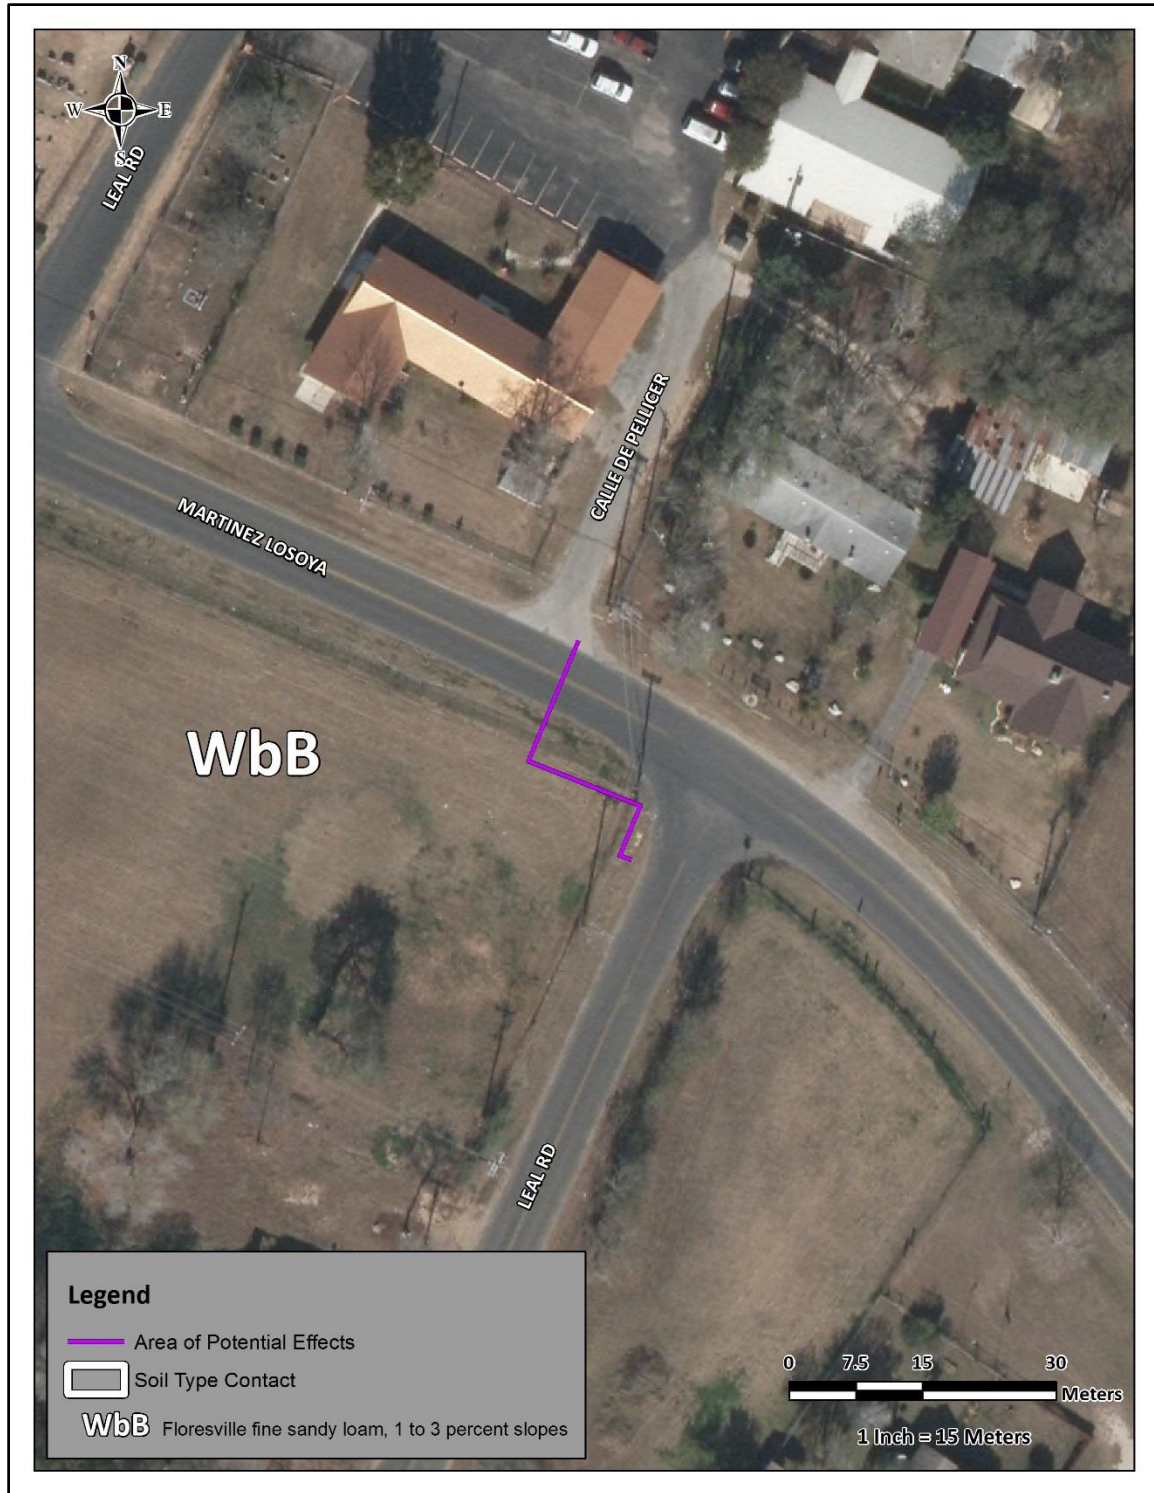 N
W E
S
LEAL RD
CALLE DE PELLICER
MARTINEZ LOSOYA
WbB
LEAL RD
Legend
Area of Potential Effects
Soil Type Contact
WbB Floresville fine sandy loam, 1 to 3 percent slopes
0 7.5 15 30
Meters
1 Inch = 15 Meters